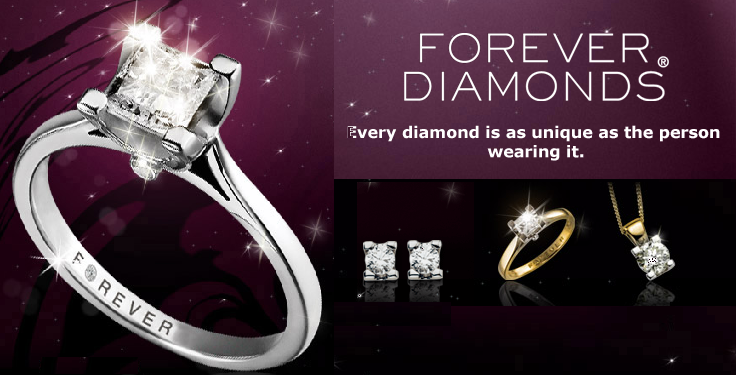 FOREVER
DIAMONDS®
Every diamond is as unique as the person
wearing it.
FOREVER